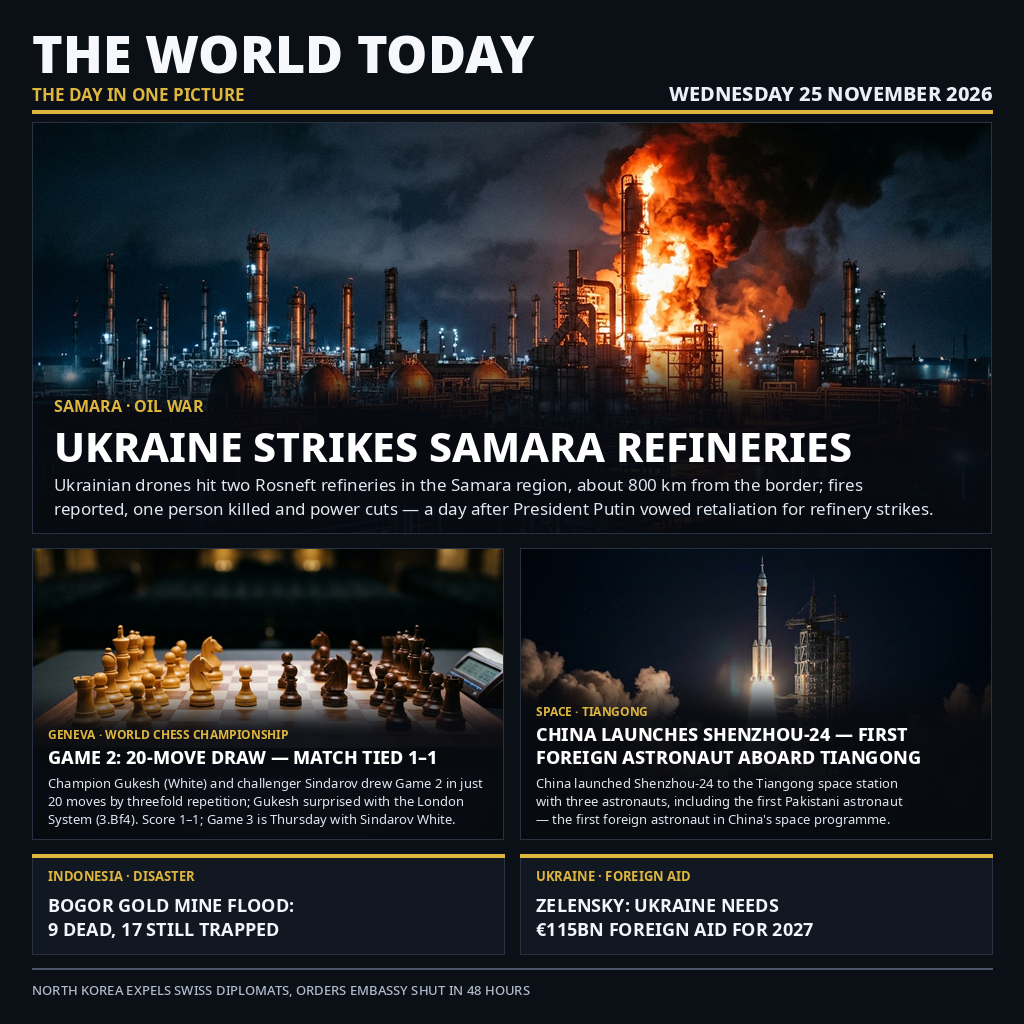 THE WORLD TODAY
THE DAY IN ONE PICTURE
WEDNESDAY 25 NOVEMBER 2026
SAMARA · OIL WAR
UKRAINE STRIKES SAMARA REFINERIES
Ukrainian drones hit two Rosneft refineries in the Samara region, about 800 km from the border; fires
reported, one person killed and power cuts — a day after President Putin vowed retaliation for refinery strikes.
GENEVA · WORLD CHESS CHAMPIONSHIP
GAME 2: 20-MOVE DRAW — MATCH TIED 1–1
Champion Gukesh (White) and challenger Sindarov drew Game 2 in just
20 moves by threefold repetition; Gukesh surprised with the London
System (3.Bf4). Score 1–1; Game 3 is Thursday with Sindarov White.
SPACE · TIANGONG
CHINA LAUNCHES SHENZHOU-24 — FIRST
FOREIGN ASTRONAUT ABOARD TIANGONG
China launched Shenzhou-24 to the Tiangong space station
with three astronauts, including the first Pakistani astronaut
— the first foreign astronaut in China's space programme.
INDONESIA · DISASTER
BOGOR GOLD MINE FLOOD:
9 DEAD, 17 STILL TRAPPED
UKRAINE · FOREIGN AID
ZELENSKY: UKRAINE NEEDS
€115BN FOREIGN AID FOR 2027
NORTH KOREA EXPELS SWISS DIPLOMATS, ORDERS EMBASSY SHUT IN 48 HOURS